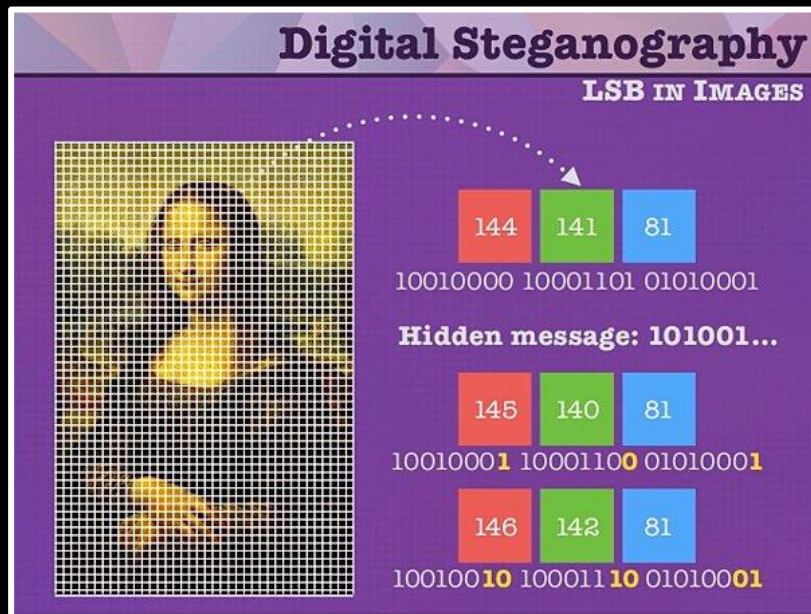 Digital Steganography
LSB IN IMAGES
144 141 81
10010000 10001101 01010001
Hidden message: 101001...
145 140 81
10010001 10001100 01010001
146 142 81
10010010 10001110 01010001